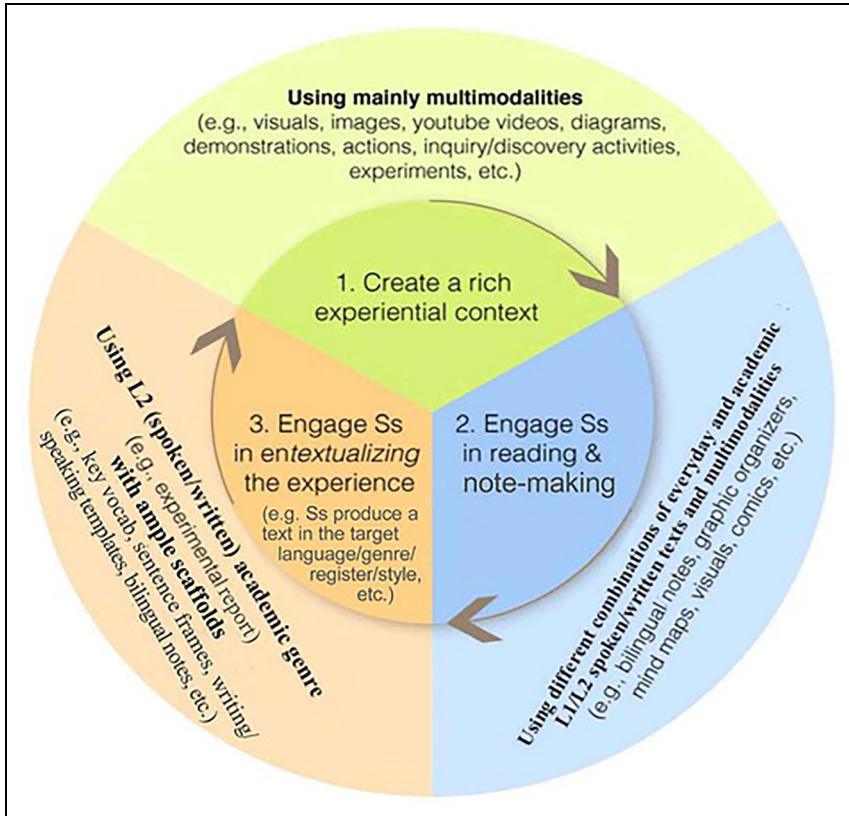 Using mainly multimodalities
(e.g., visuals, images, youtube videos, diagrams,
demonstrations, actions, inquiry/discovery activities,
experiments, etc.)
1. Create a rich
experiential context
2. Engage Ss
in reading &
note-making
Using different combinations of everyday and academic
L1/L2 spoken/written texts and multimodalities
(e.g., bilingual notes, graphic organizers,
mind maps, visuals, comics, etc.)
3. Engage Ss
in entextualizing
the experience
(e.g. Ss produce a
text in the target
language/genre/
register/style,
etc.)
Using L2 (spoken/written) academic genre
(e.g., experimental report)
with ample scaffolds
(e.g., key vocab, sentence frames, writing/
speaking templates, bilingual notes, etc.)